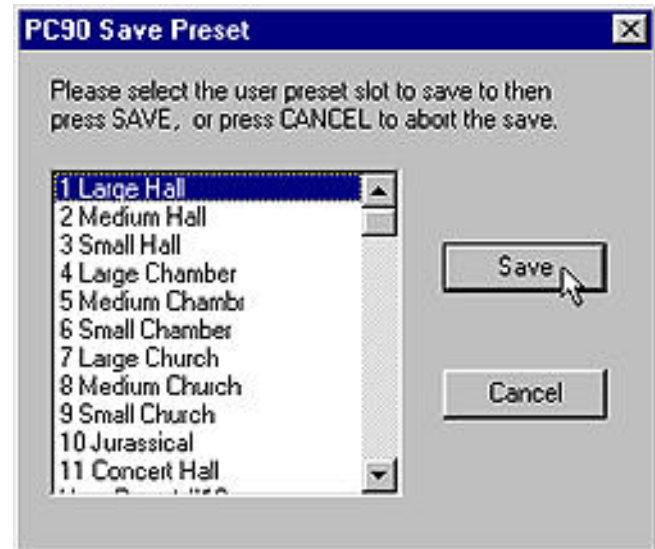 PC90 Save Preset
Please select the user preset slot to save to then
press SAVE, or press CANCEL to abort the save.
1 Large Hall
2 Medium Hall
3 Small Hall
4 Large Chamber
5 Medium Chambr
6 Small Chamber
7 Large Church
8 Medium Church
9 Small Church
10 Jurassical
11 Concert Hall
Save
Cancel